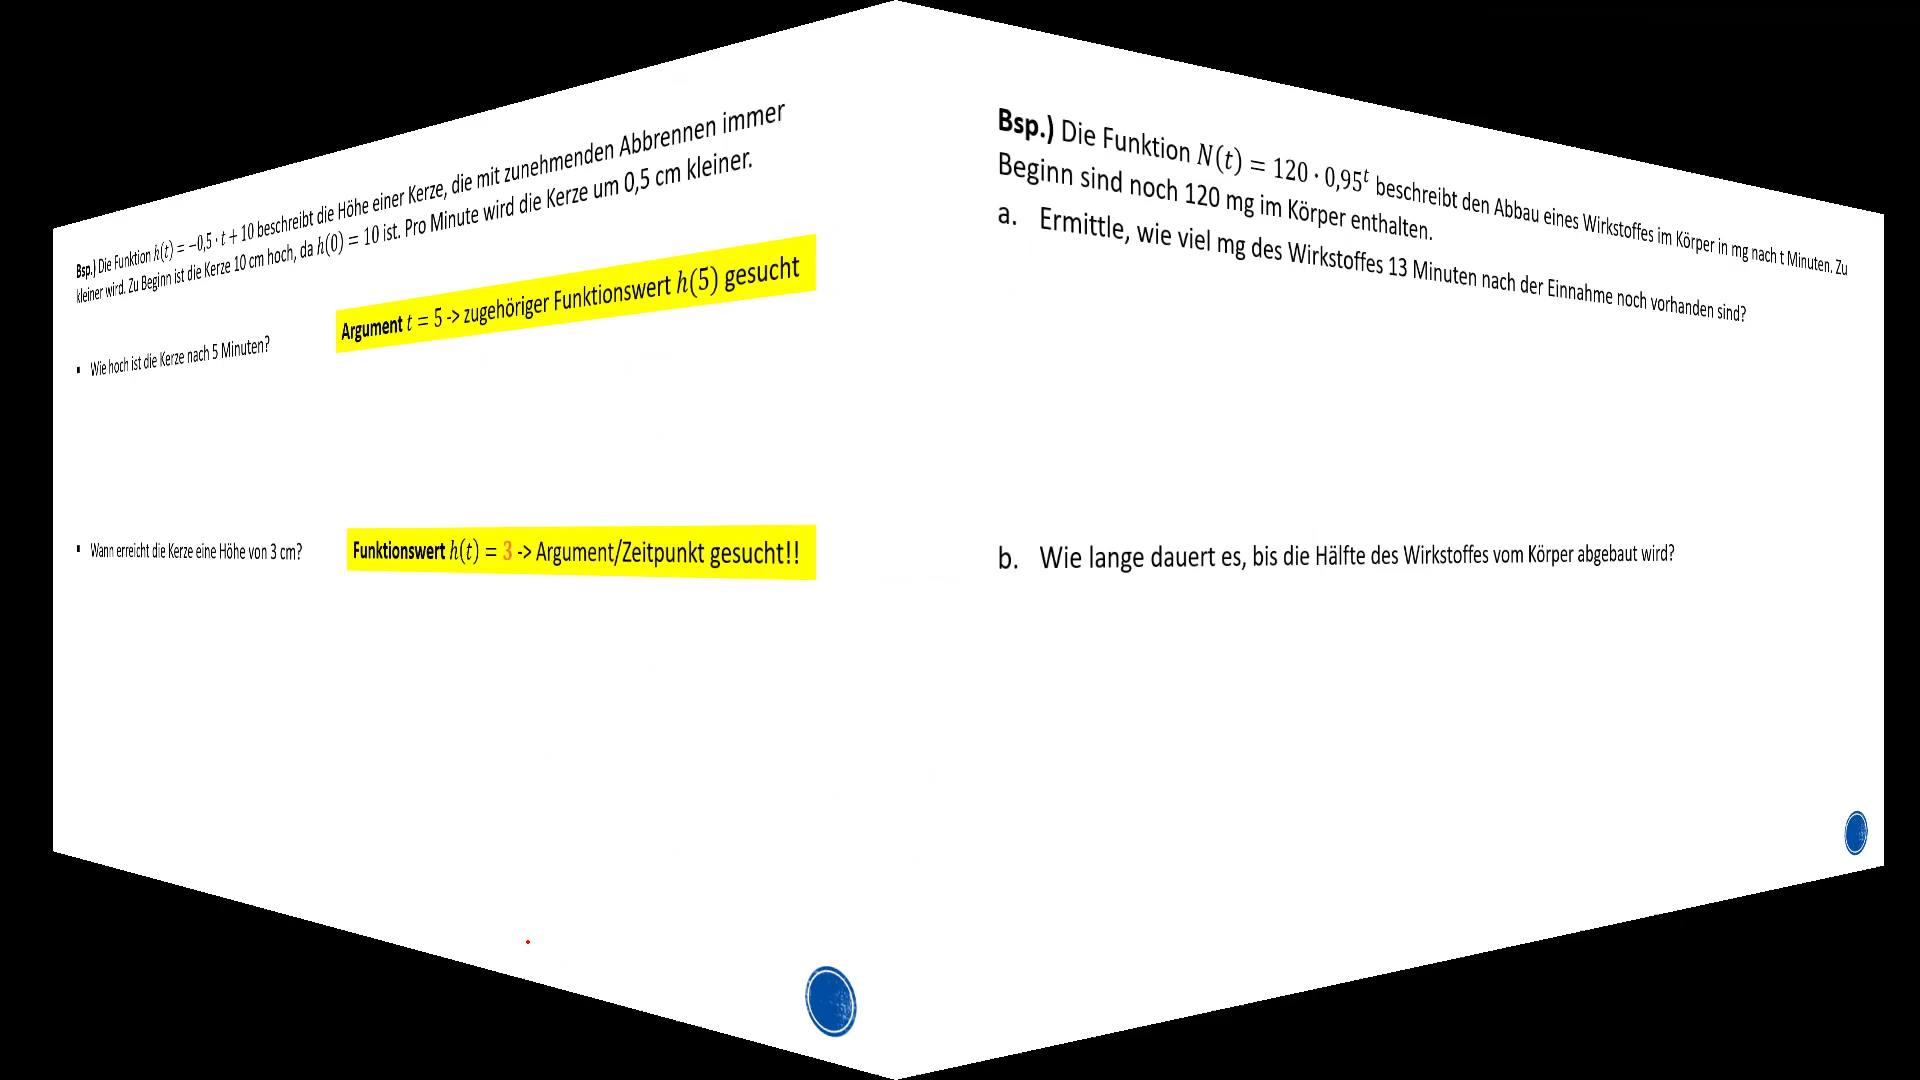 Bsp.) Die Funktion h(t) = −0,5 · t + 10 beschreibt die Höhe einer Kerze, die mit zunehmenden Abbrennen immer
kleiner wird. Zu Beginn ist die Kerze 10 cm hoch, da h(0) = 10 ist. Pro Minute wird die Kerze um 0,5 cm kleiner.
▪ Wie hoch ist die Kerze nach 5 Minuten?
Argument t = 5 -> zugehöriger Funktionswert h(5) gesucht
▪ Wann erreicht die Kerze eine Höhe von 3 cm?
Funktionswert h(t) = 3 -> Argument/Zeitpunkt gesucht!!
Bsp.) Die Funktion N(t) = 120 · 0,95^t beschreibt den Abbau eines Wirkstoffes im Körper in mg nach t Minuten. Zu
Beginn sind noch 120 mg im Körper enthalten.
a. Ermittle, wie viel mg des Wirkstoffes 13 Minuten nach der Einnahme noch vorhanden sind?
b. Wie lange dauert es, bis die Hälfte des Wirkstoffes vom Körper abgebaut wird?